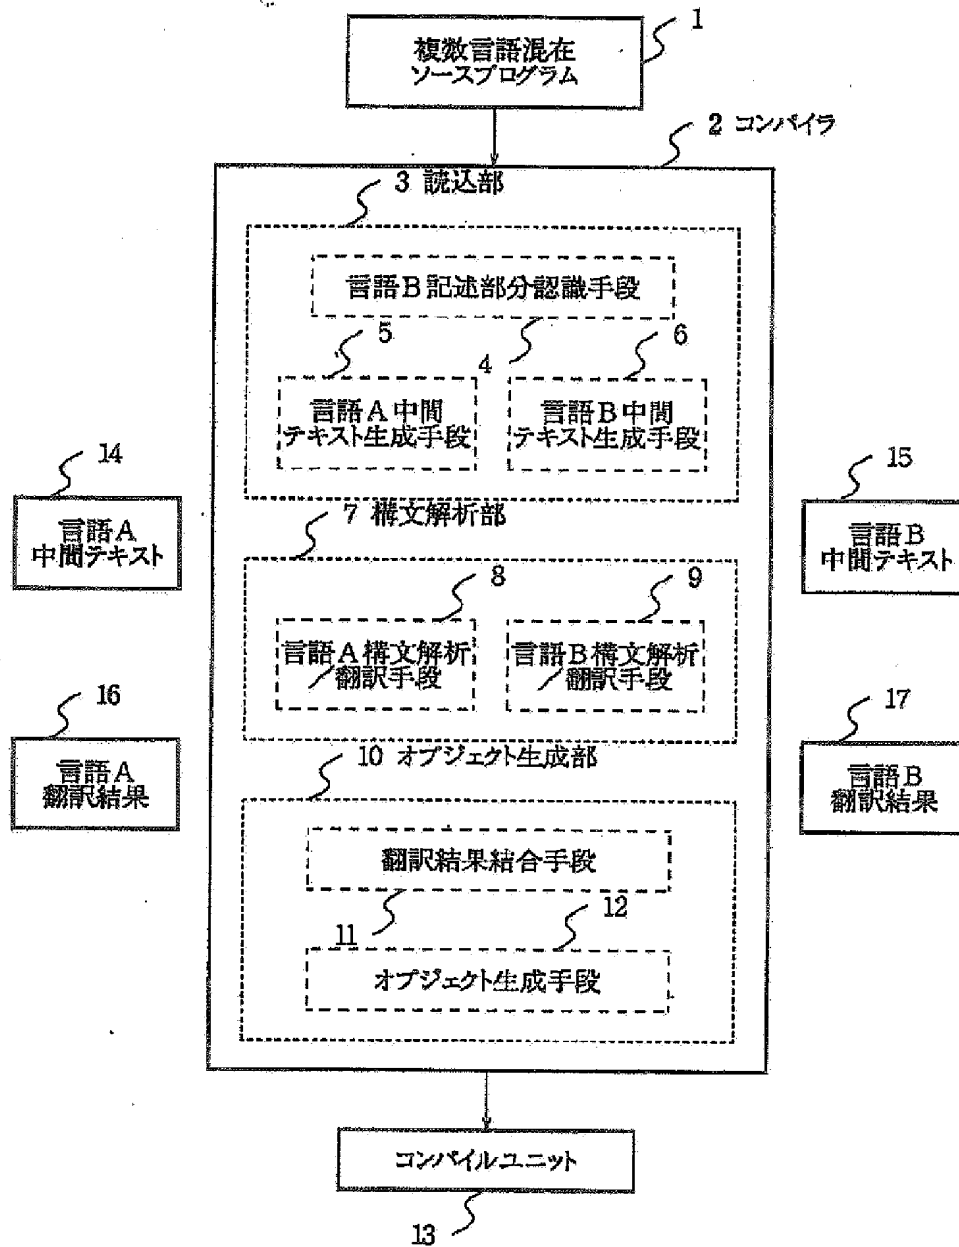 1
複数言語混在
ソースプログラム
2 コンパイラ
3 読込部
言語B記述部分認識手段
5
4
6
言語A中間
テキスト生成手段
言語B中間
テキスト生成手段
14
言語A
中間テキスト
15
言語B
中間テキスト
7 構文解析部
8
9
言語A構文解析
／翻訳手段
言語B構文解析
／翻訳手段
16
言語A
翻訳結果
17
言語B
翻訳結果
10 オブジェクト生成部
翻訳結果結合手段
11
12
オブジェクト生成手段
コンパイルユニット
13